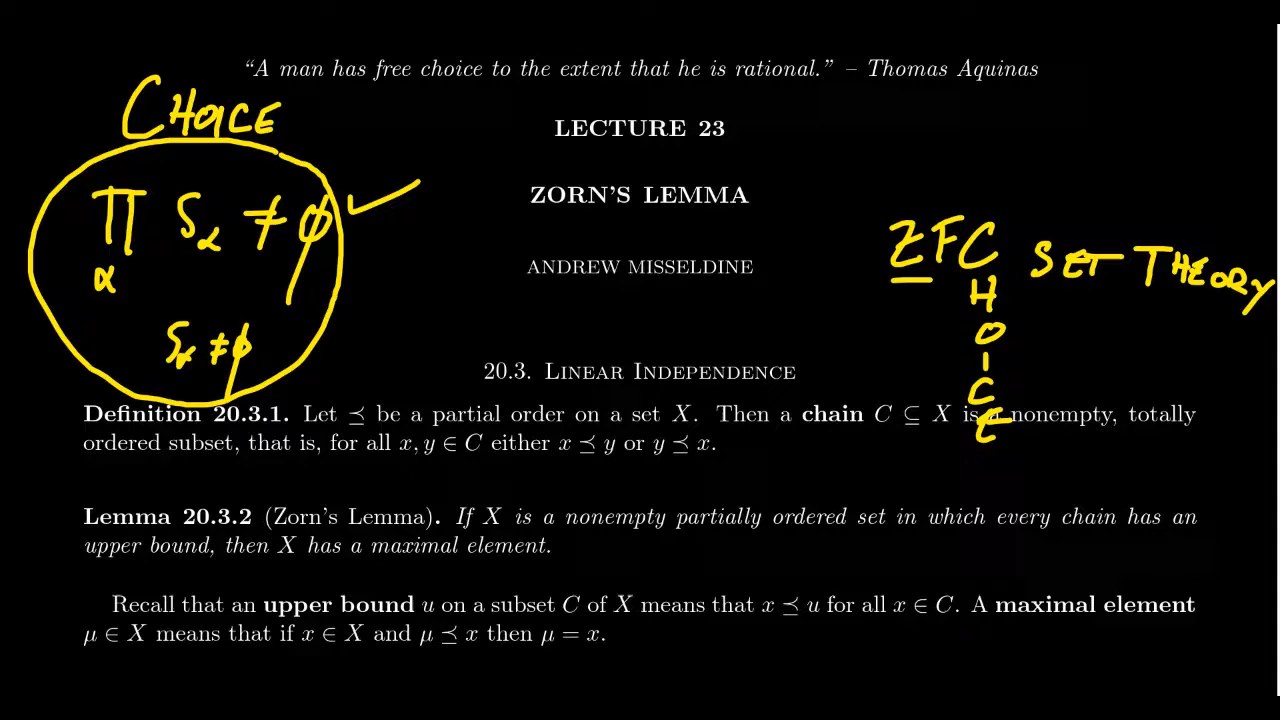 “A man has free choice to the extent that he is rational.” – Thomas Aquinas
CHOICE
LECTURE 23
ZORN’S LEMMA
∏ S_α ≠ ∅
α
S_α ≠ ∅
ANDREW MISSELDINE
ZFC SET THEORY
H
O
I
C
E
20.3. LINEAR INDEPENDENCE
Definition 20.3.1. Let ⪯ be a partial order on a set X. Then a chain C ⊆ X is a nonempty, totally
ordered subset, that is, for all x, y ∈ C either x ⪯ y or y ⪯ x.
Lemma 20.3.2 (Zorn’s Lemma). If X is a nonempty partially ordered set in which every chain has an
upper bound, then X has a maximal element.
Recall that an upper bound u on a subset C of X means that x ⪯ u for all x ∈ C. A maximal element
μ ∈ X means that if x ∈ X and μ ⪯ x then μ = x.